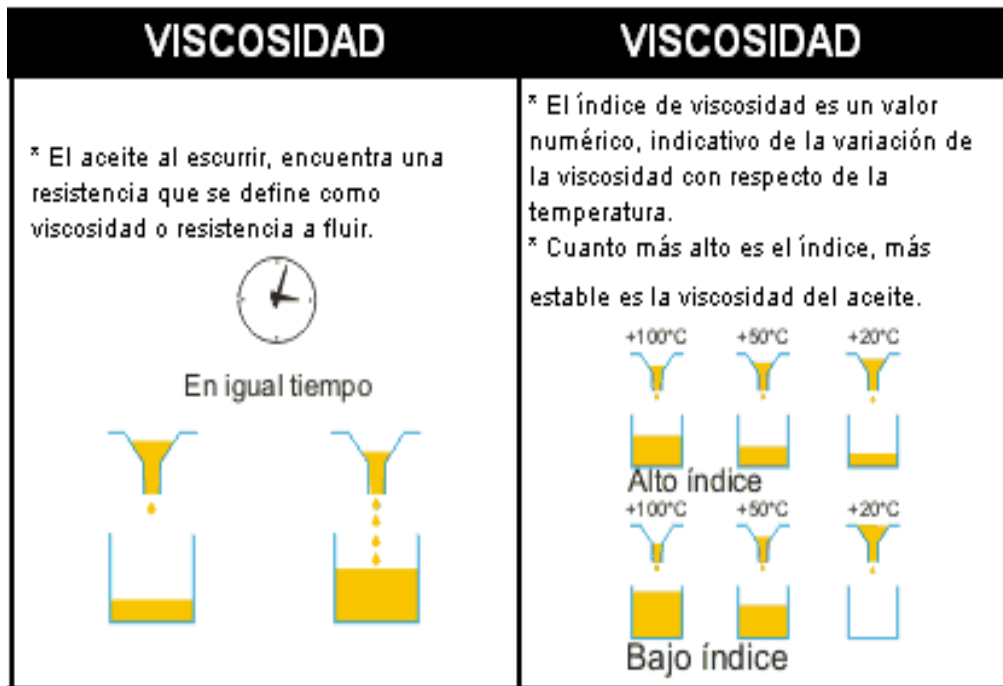 VISCOSIDAD
* El aceite al escurrir, encuentra una
resistencia que se define como
viscosidad o resistencia a fluir.
En igual tiempo
VISCOSIDAD
* El índice de viscosidad es un valor
numérico, indicativo de la variación de
la viscosidad con respecto de la
temperatura.
* Cuanto más alto es el índice, más
estable es la viscosidad del aceite.
+100°C +50°C +20°C
Alto índice
+100°C +50°C +20°C
Bajo índice